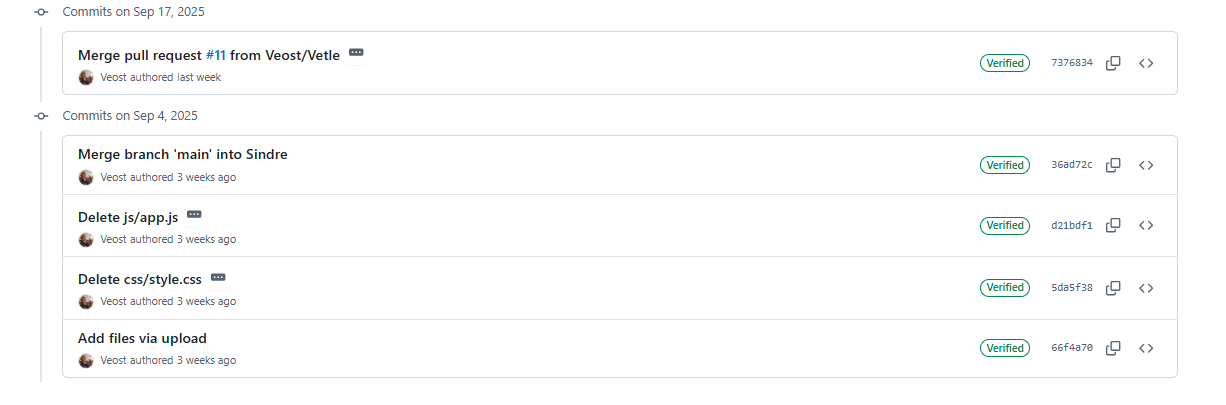 Commits on Sep 17, 2025
Merge pull request #11 from Veost/Vetle
Verified 7376834
Veost authored last week
Commits on Sep 4, 2025
Merge branch 'main' into Sindre
Verified 36ad72c
Veost authored 3 weeks ago
Delete js/app.js
Verified d21bdf1
Veost authored 3 weeks ago
Delete css/style.css
Verified 5da5f38
Veost authored 3 weeks ago
Add files via upload
Verified 66f4a70
Veost authored 3 weeks ago